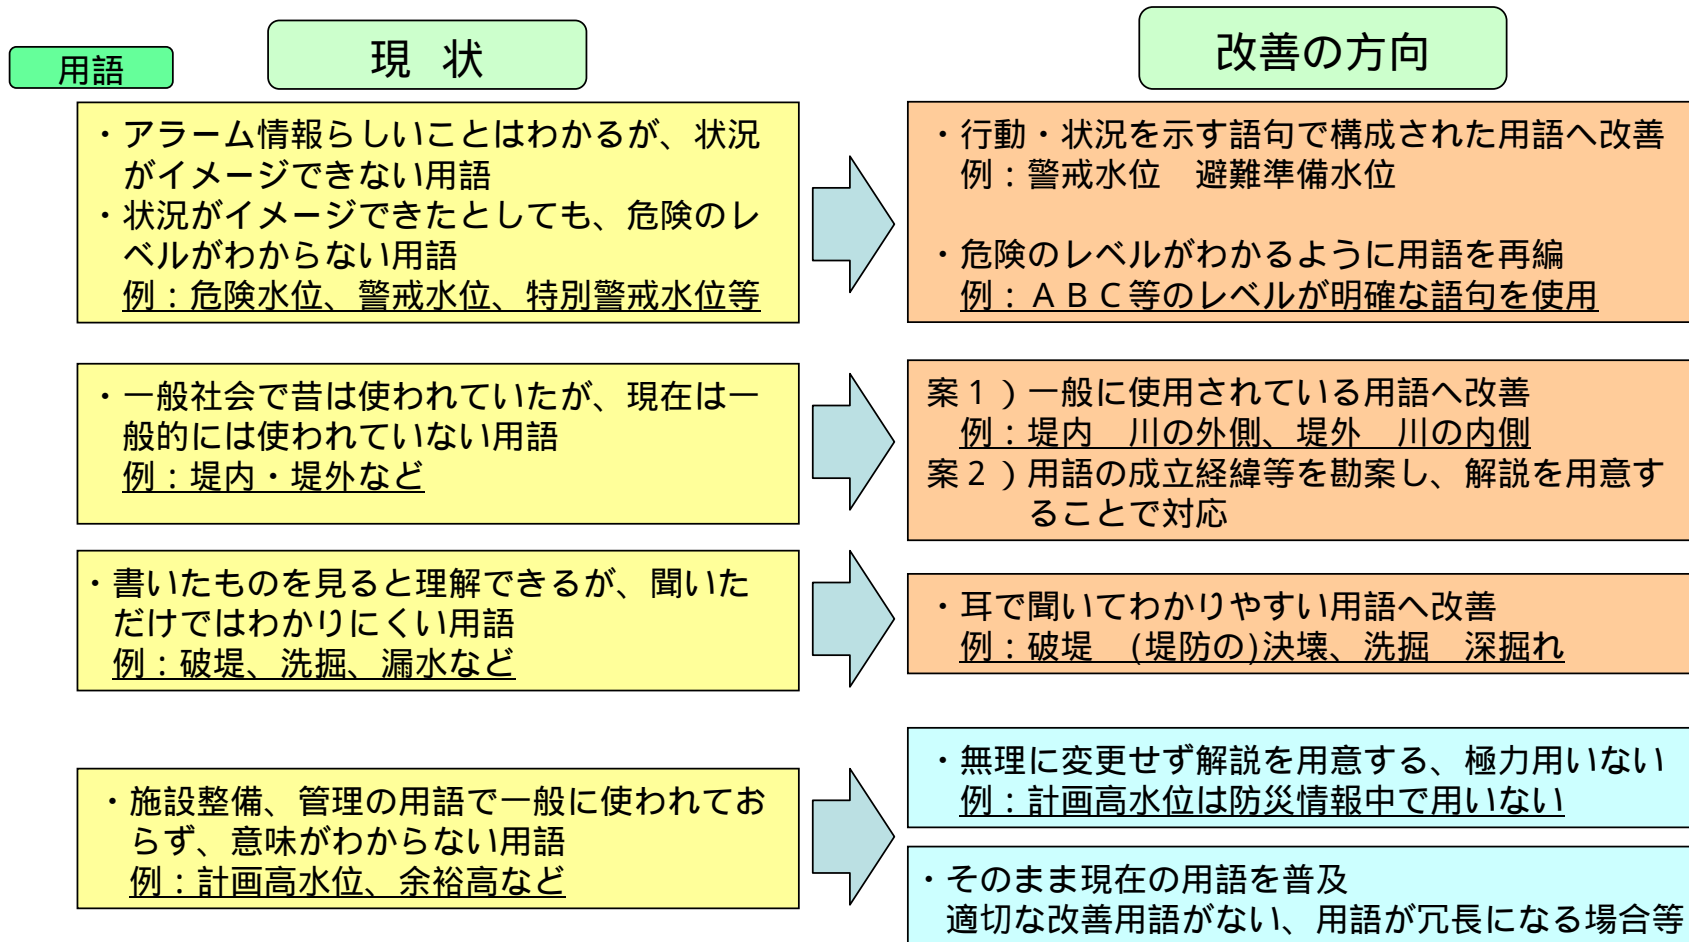 用語
現 状
改善の方向
・アラーム情報らしいことはわかるが、状況
がイメージできない用語
・状況がイメージできたとしても、危険のレ
ベルがわからない用語
例：危険水位、警戒水位、特別警戒水位等
・行動・状況を示す語句で構成された用語へ改善
例：警戒水位　避難準備水位
・危険のレベルがわかるように用語を再編
例：ＡＢＣ等のレベルが明確な語句を使用
・一般社会で昔は使われていたが、現在は一
般的には使われていない用語
例：堤内・堤外など
案１）一般に使用されている用語へ改善
例：堤内　川の外側、堤外　川の内側
案２）用語の成立経緯等を勘案し、解説を用意す
ることで対応
・書いたものを見ると理解できるが、聞いた
だけではわかりにくい用語
例：破堤、洗掘、漏水など
・耳で聞いてわかりやすい用語へ改善
例：破堤　(堤防の)決壊、洗掘　深掘れ
・施設整備、管理の用語で一般に使われてお
らず、意味がわからない用語
例：計画高水位、余裕高など
・無理に変更せず解説を用意する、極力用いない
例：計画高水位は防災情報中で用いない
・そのまま現在の用語を普及
適切な改善用語がない、用語が冗長になる場合等